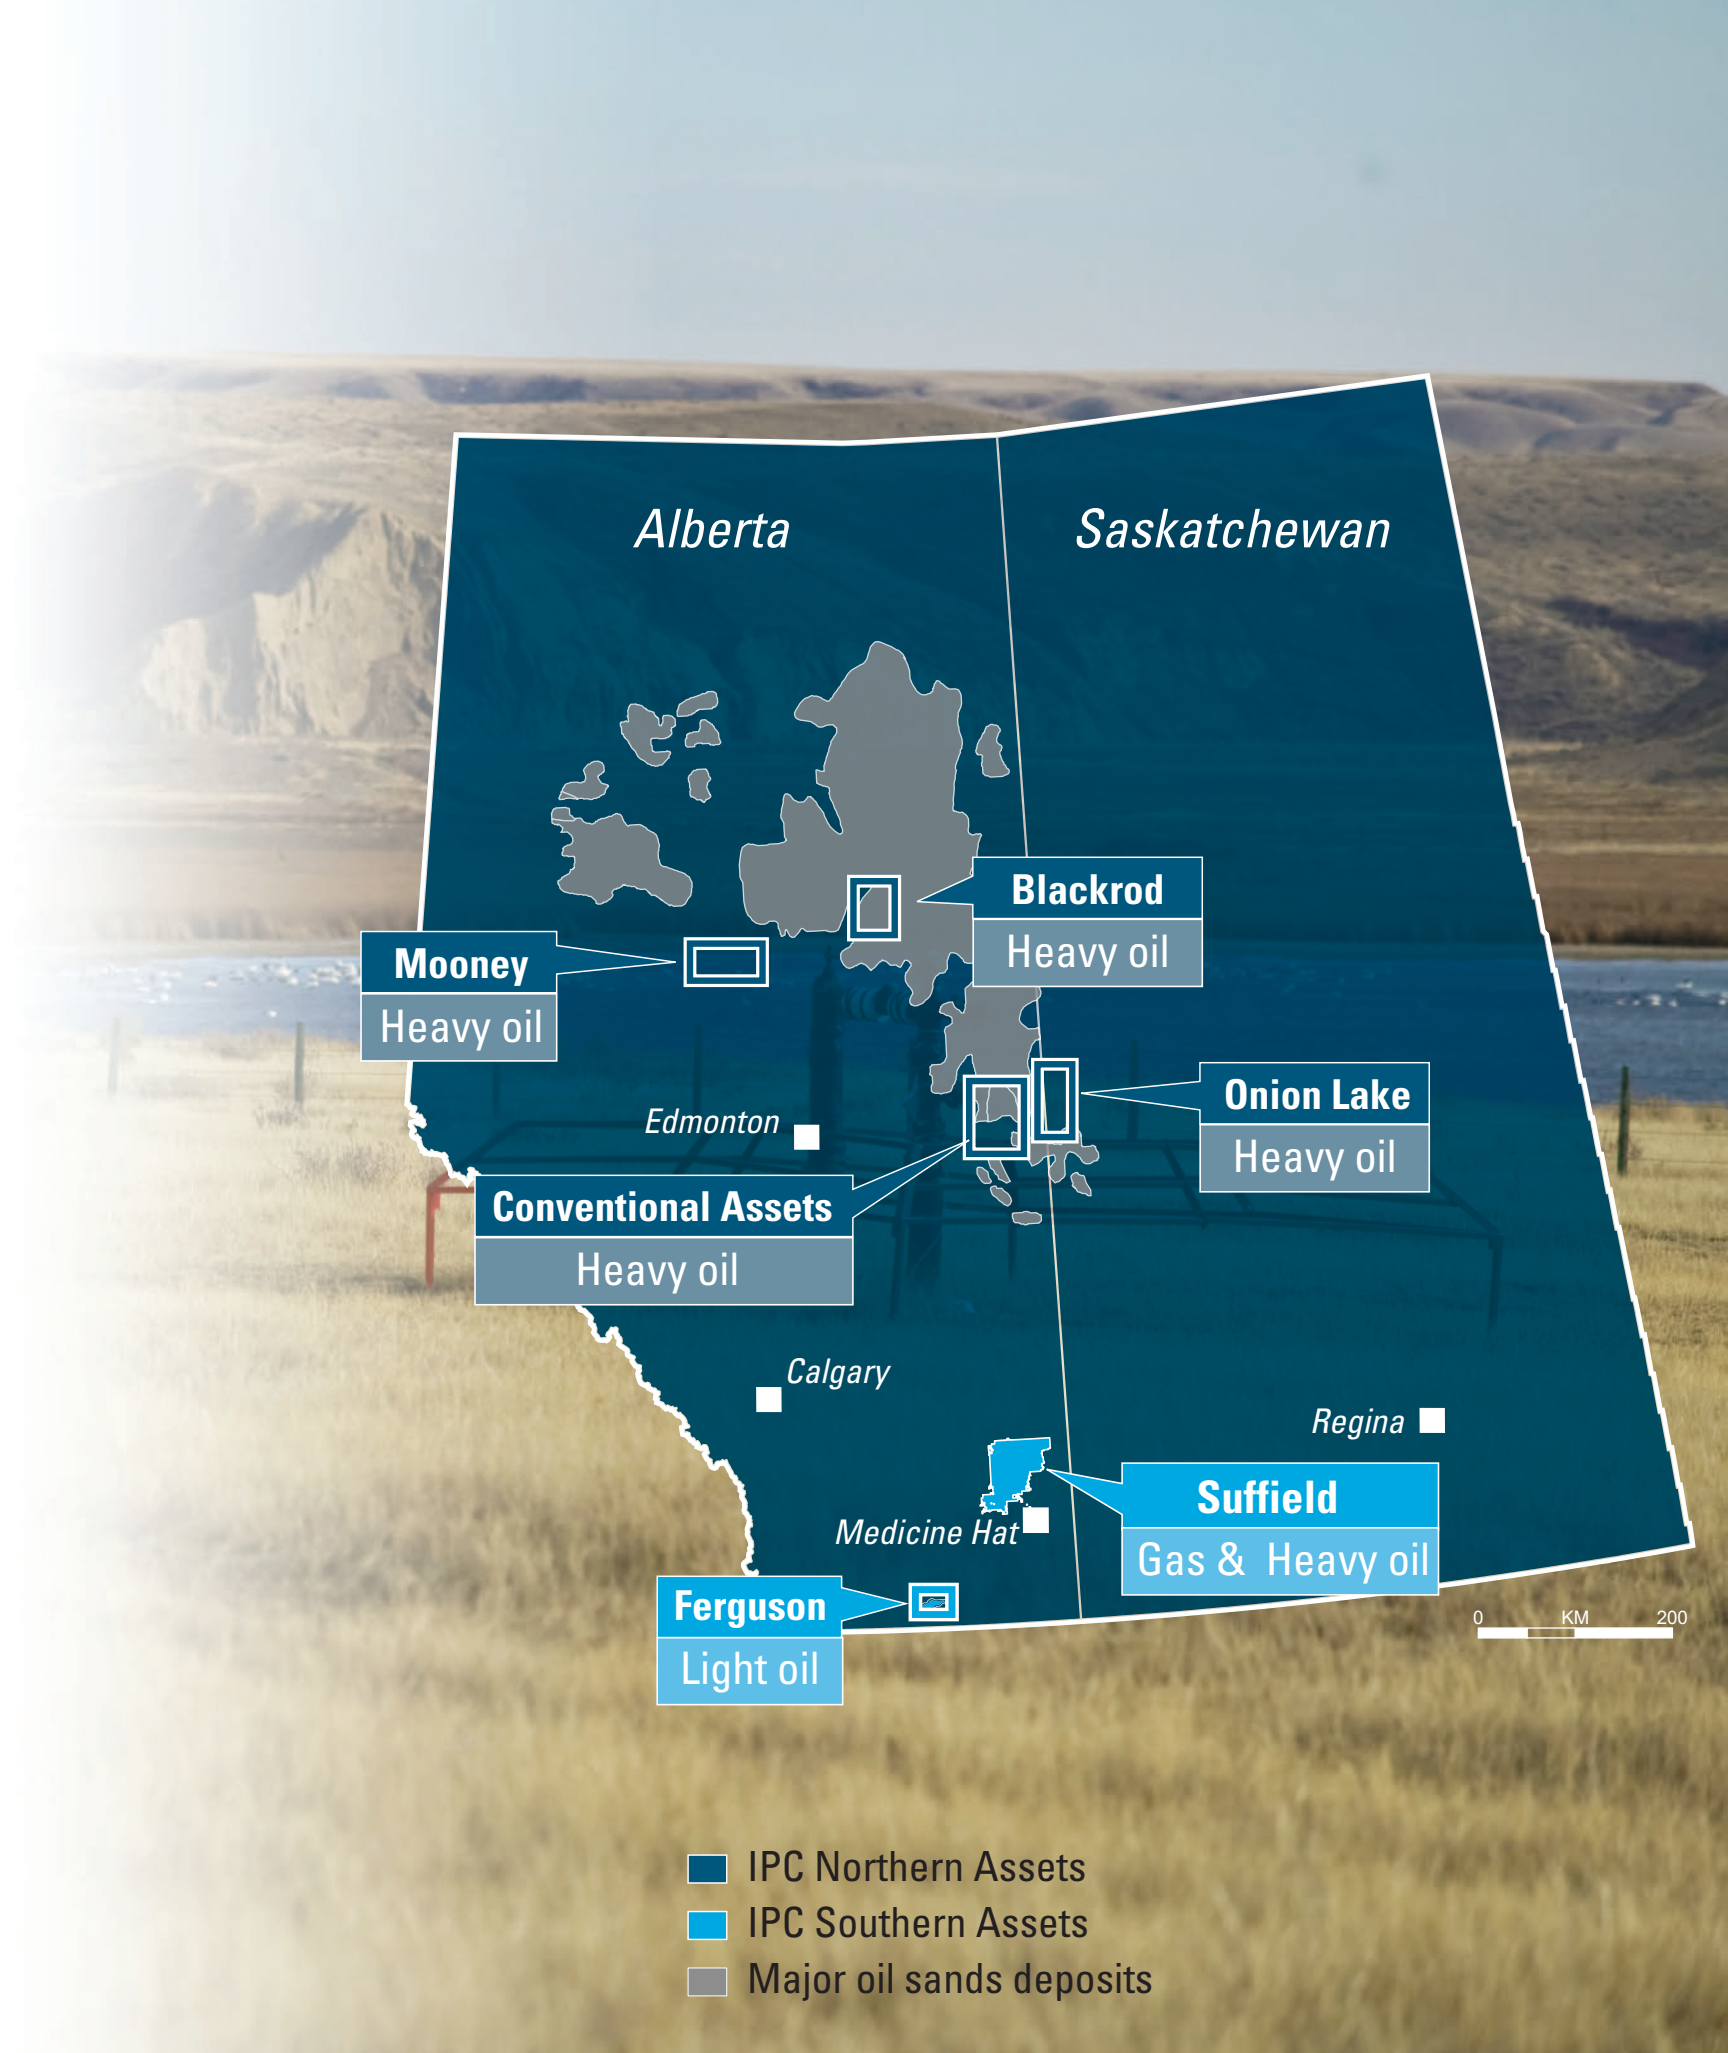 Alberta
Saskatchewan
Blackrod
Heavy oil
Mooney
Heavy oil
Onion Lake
Heavy oil
Edmonton
Conventional Assets
Heavy oil
Calgary
Regina
Suffield
Gas & Heavy oil
Medicine Hat
Ferguson
Light oil
0 KM 200
IPC Northern Assets
IPC Southern Assets
Major oil sands deposits